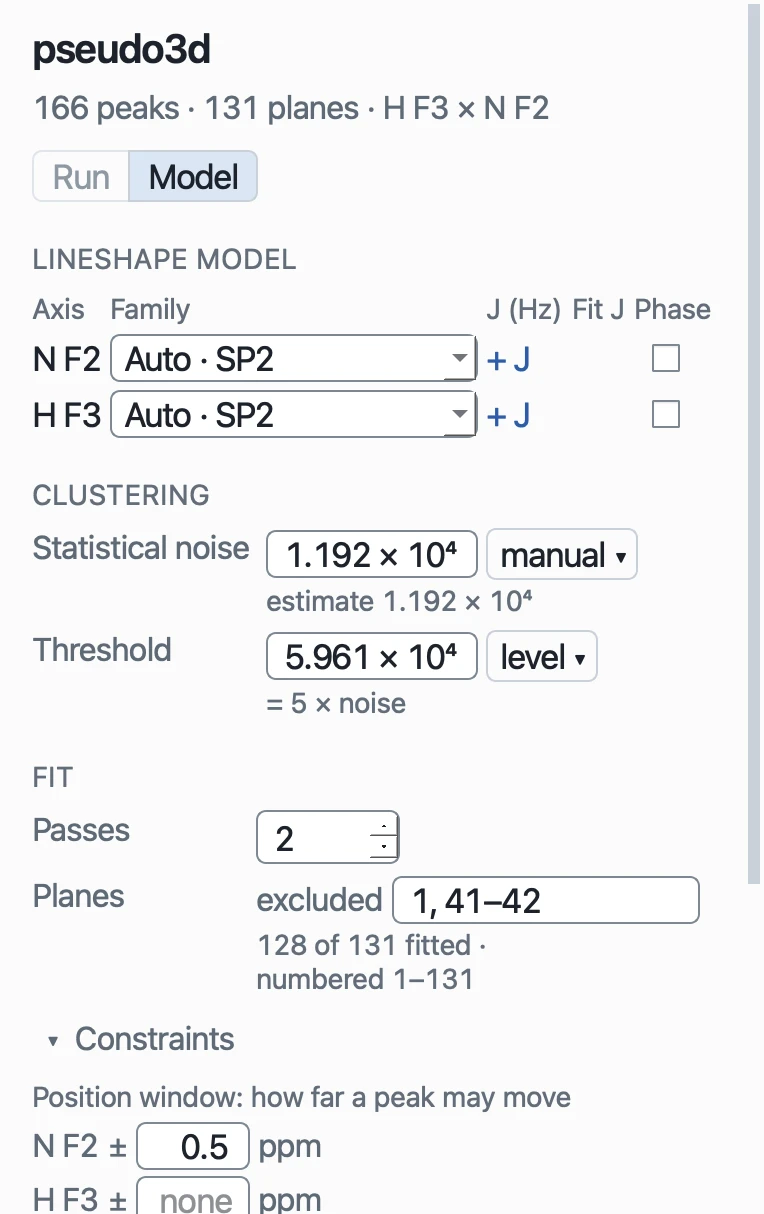 pseudo3d
166 peaks · 131 planes · H F3 × N F2
Run Model
LINESHAPE MODEL
Axis Family J (Hz) Fit J Phase
N F2 Auto · SP2 + J
H F3 Auto · SP2 + J
CLUSTERING
Statistical noise 1.192 × 10⁴ manual ▾
estimate 1.192 × 10⁴
Threshold 5.961 × 10⁴ level ▾
= 5 × noise
FIT
Passes 2
Planes excluded 1, 41–42
128 of 131 fitted ·
numbered 1–131
▾ Constraints
Position window: how far a peak may move
N F2 ± 0.5 ppm
H F3 ± none ppm